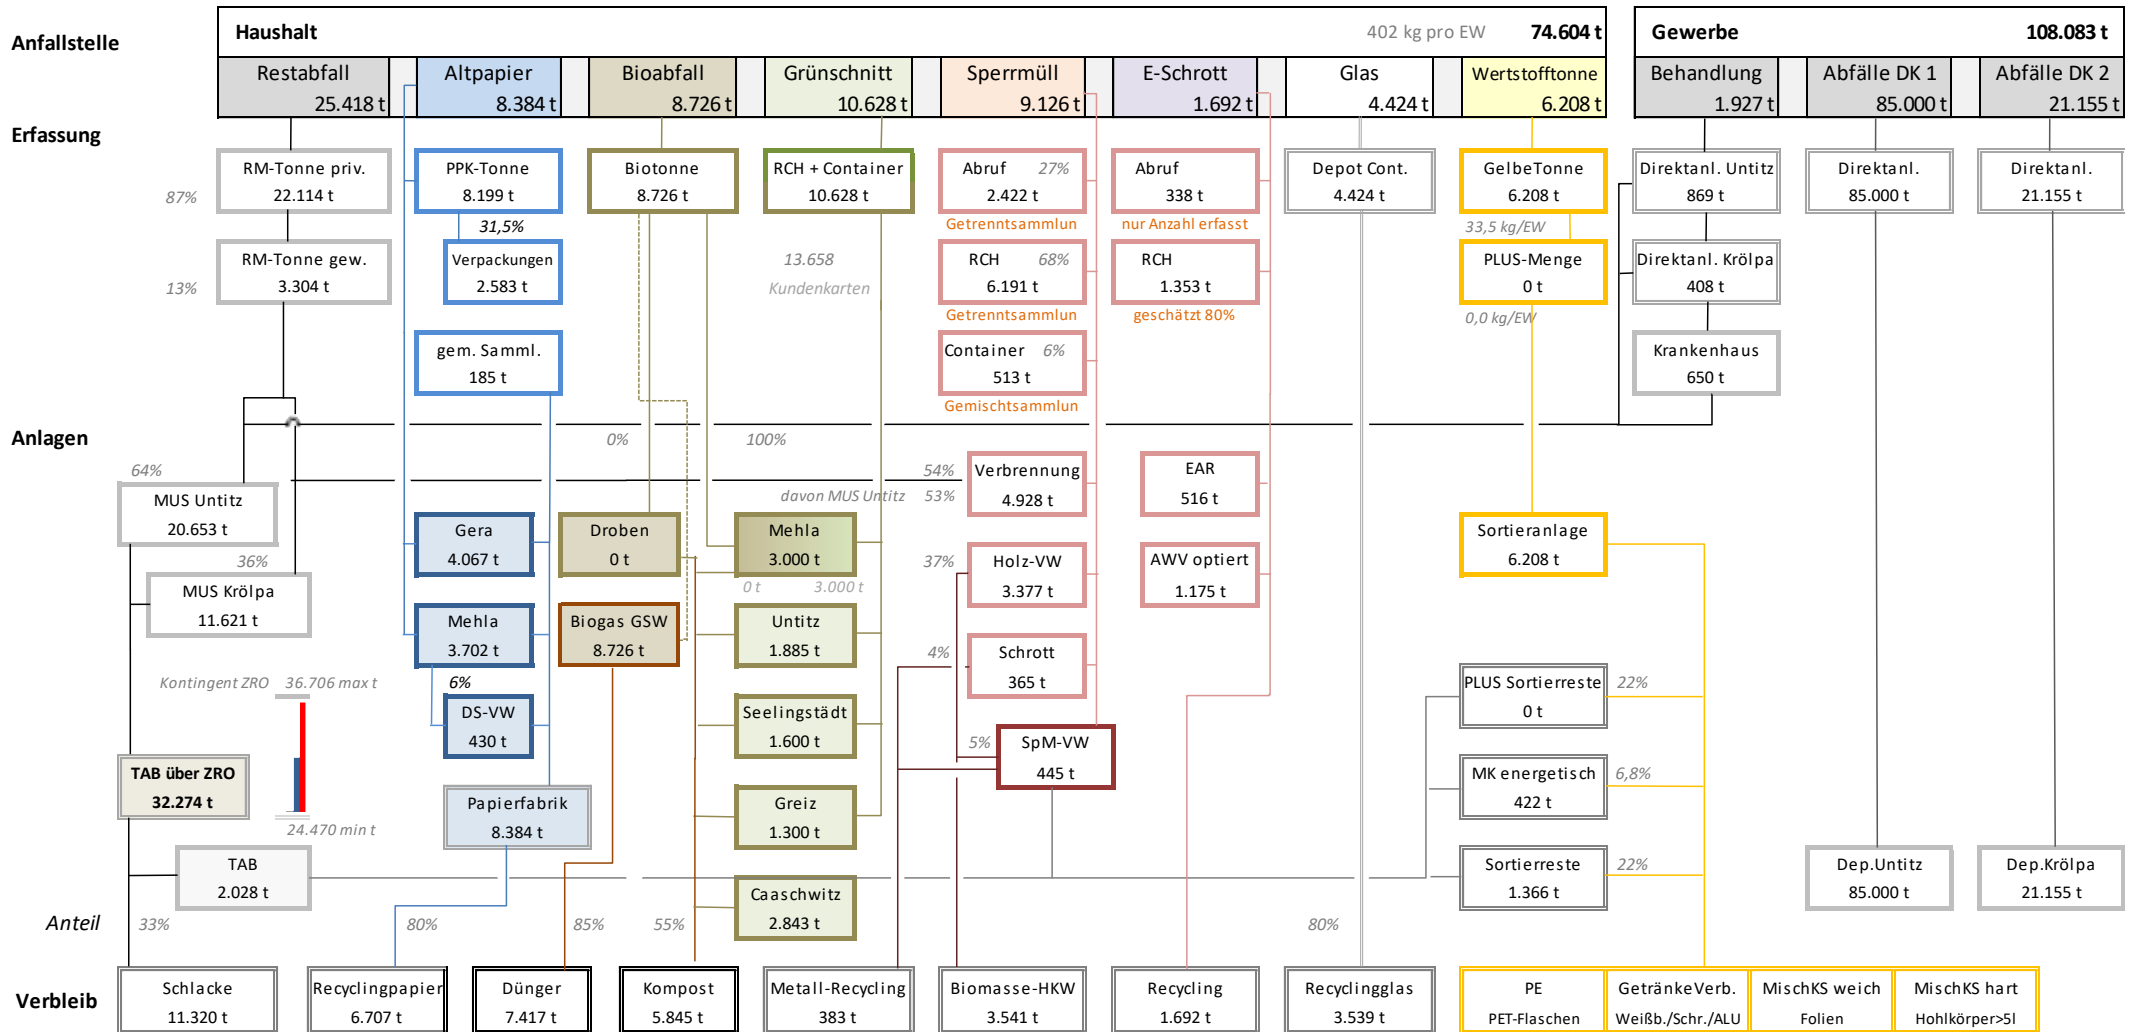 Anfallstelle
Haushalt 402 kg pro EW 74.604 t
Gewerbe 108.083 t
Restabfall
25.418 t
Altpapier
8.384 t
Bioabfall
8.726 t
Grünschnitt
10.628 t
Sperrmüll
9.126 t
E-Schrott
1.692 t
Glas
4.424 t
Wertstofftonne
6.208 t
Behandlung
1.927 t
Abfälle DK 1
85.000 t
Abfälle DK 2
21.155 t
Erfassung
87%
RM-Tonne priv.
22.114 t
PPK-Tonne
8.199 t
31,5%
Biotonne
8.726 t
RCH + Container
10.628 t
Abruf 27%
2.422 t
Getrenntsammlun
Abruf
338 t
nur Anzahl erfasst
Depot Cont.
4.424 t
GelbeTonne
6.208 t
33,5 kg/EW
Direktanl. Untitz
869 t
Direktanl.
85.000 t
Direktanl.
21.155 t
13%
RM-Tonne gew.
3.304 t
Verpackungen
2.583 t
13.658
Kundenkarten
RCH 68%
6.191 t
Getrenntsammlun
RCH
1.353 t
geschätzt 80%
PLUS-Menge
0 t
0,0 kg/EW
Direktanl. Krölpa
408 t
gem. Samml.
185 t
Container 6%
513 t
Gemischtsammlun
Krankenhaus
650 t
Anlagen
0%
100%
64%
MUS Untitz
20.653 t
54%
davon MUS Untitz 53%
Verbrennung
4.928 t
EAR
516 t
Gera
4.067 t
Droben
0 t
Mehla
3.000 t
0 t 3.000 t
Sortieranlage
6.208 t
36%
MUS Krölpa
11.621 t
37%
Holz-VW
3.377 t
AWV optiert
1.175 t
Mehla
3.702 t
6%
Biogas GSW
8.726 t
Untitz
1.885 t
4%
Schrott
365 t
Kontingent ZRO 36.706 max t
24.470 min t
DS-VW
430 t
Seelingstädt
1.600 t
5%
SpM-VW
445 t
PLUS Sortierreste
0 t
22%
TAB über ZRO
32.274 t
Papierfabrik
8.384 t
Greiz
1.300 t
MK energetisch
422 t
6,8%
TAB
2.028 t
Caaschwitz
2.843 t
Sortierreste
1.366 t
22%
Dep.Untitz
85.000 t
Dep.Krölpa
21.155 t
Anteil
33%
80%
85%
55%
80%
Verbleib
Schlacke
11.320 t
Recyclingpapier
6.707 t
Dünger
7.417 t
Kompost
5.845 t
Metall-Recycling
383 t
Biomasse-HKW
3.541 t
Recycling
1.692 t
Recyclingglas
3.539 t
PE
PET-Flaschen
GetränkeVerb.
Weißb./Schr./ALU
MischKS weich
Folien
MischKS hart
Hohlkörper>5l